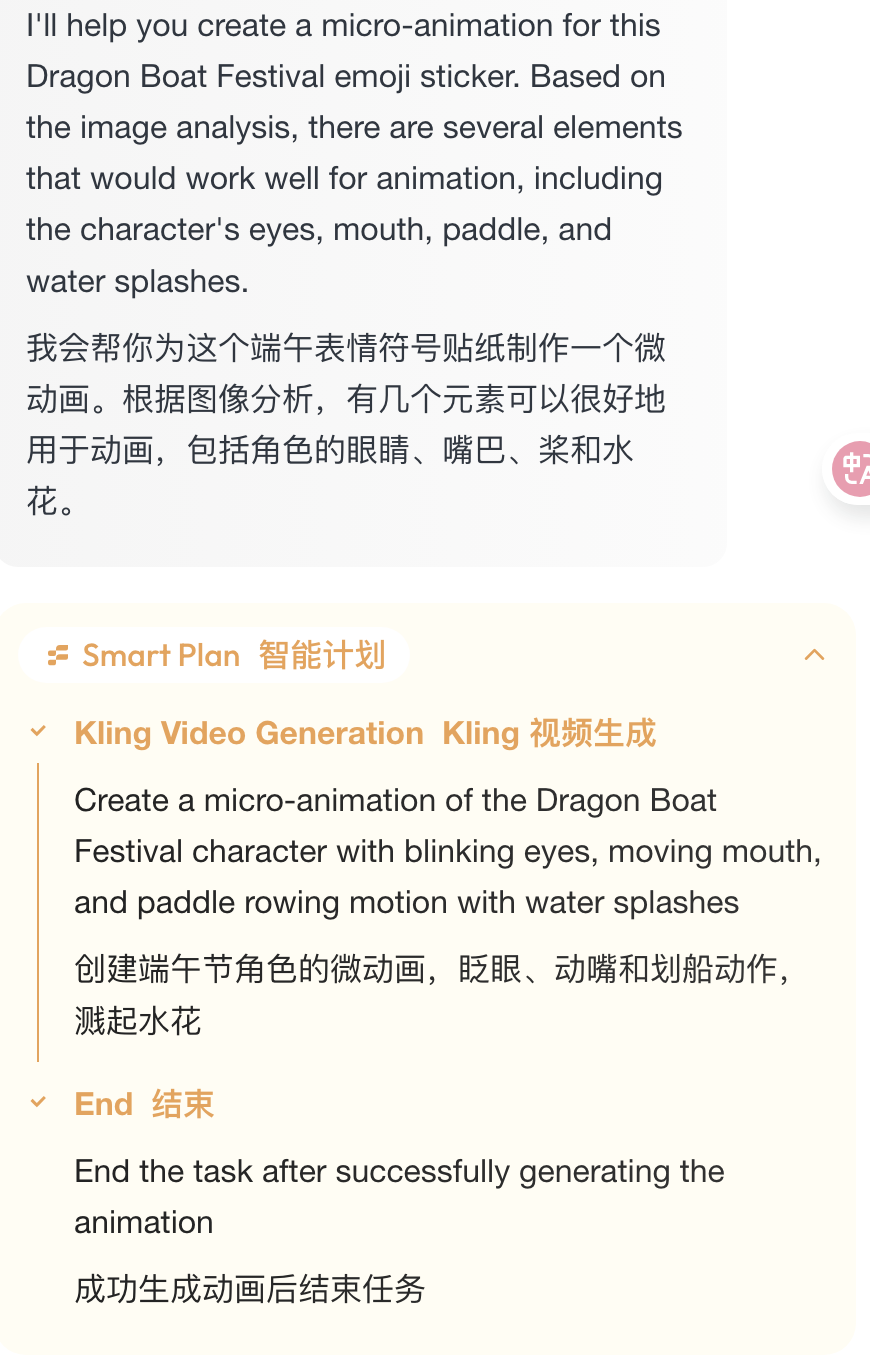 I'll help you create a micro-animation for this
Dragon Boat Festival emoji sticker. Based on
the image analysis, there are several elements
that would work well for animation, including
the character's eyes, mouth, paddle, and
water splashes.
我会帮你为这个端午表情符号贴纸制作一个微
动画。根据图像分析，有几个元素可以很好地
用于动画，包括角色的眼睛、嘴巴、桨和水
花。
中
A
Smart Plan 智能计划
Kling Video Generation Kling 视频生成
Create a micro-animation of the Dragon Boat
Festival character with blinking eyes, moving mouth,
and paddle rowing motion with water splashes
创建端午节角色的微动画，眨眼、动嘴和划船动作，
溅起水花
End 结束
End the task after successfully generating the
animation
成功生成动画后结束任务